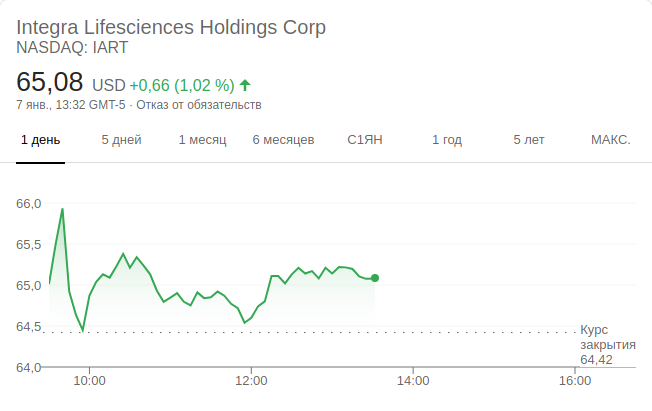 Integra Lifesciences Holdings Corp
NASDAQ: IART
65,08 USD +0,66 (1,02 %)
7 янв., 13:32 GMT-5 · Отказ от обязательств
1 день 5 дней 1 месяц 6 месяцев С1ЯН 1 год 5 лет МАКС.
66,0
65,5
65,0
64,5
Курс
закрытия
64,42
64,0
10:00 12:00 14:00 16:00